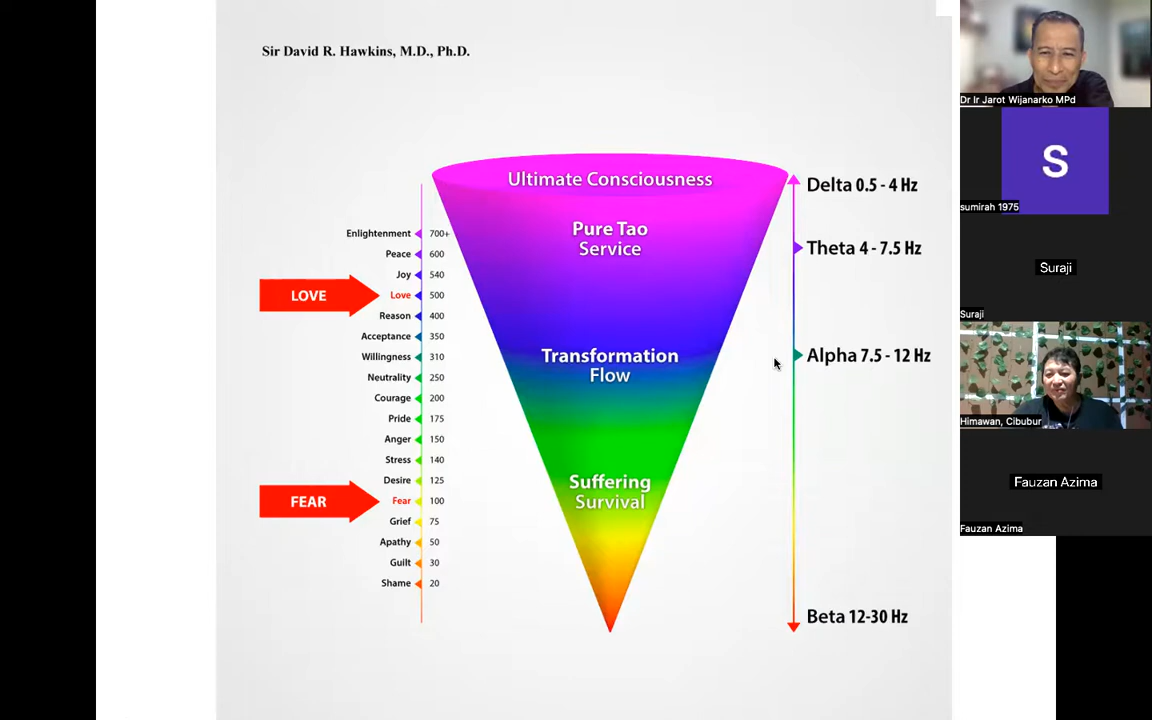 Sir David R. Hawkins, M.D., Ph.D.
Ultimate Consciousness
Pure Tao
Service
Transformation
Flow
Suffering
Survival
Enlightenment 700+
Peace 600
Joy 540
LOVE
Love 500
Reason 400
Acceptance 350
Willingness 310
Neutrality 250
Courage 200
Pride 175
Anger 150
Stress 140
Desire 125
FEAR
Fear 100
Grief 75
Apathy 50
Guilt 30
Shame 20
Delta 0.5 - 4 Hz
Theta 4 - 7.5 Hz
Alpha 7.5 - 12 Hz
Beta 12-30 Hz
Dr Ir Jarot Wijanarko MPd
S
sumirah 1975
Suraji
Suraji
Himawan, Cibubur
Fauzan Azima
Fauzan Azima